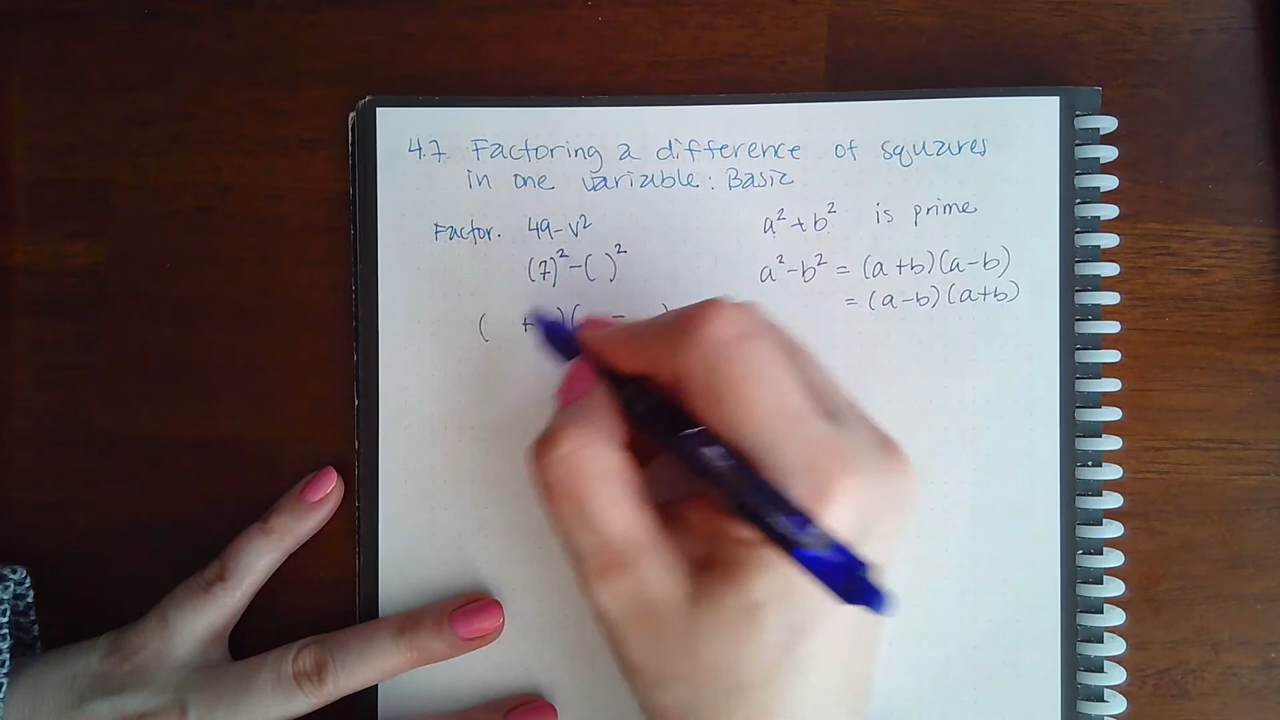 4.7 Factoring a difference of squares
in one variable: Basic
Factor. 49-v²
(7)²-( )²
( + )( - )
a²+b² is prime
a²-b² = (a+b)(a-b)
= (a-b)(a+b)